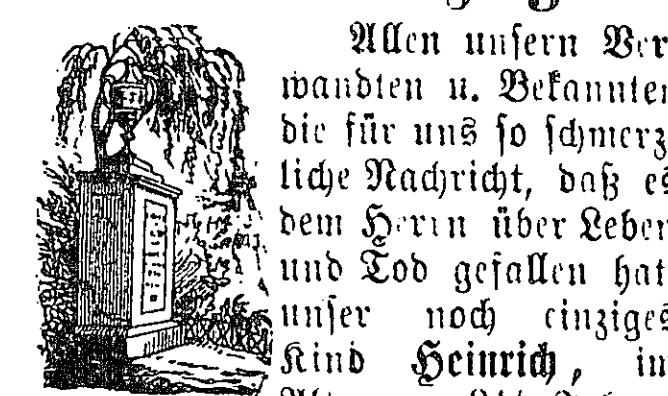 Allen unsern Ver
wandten u. Bekannten
die für uns so schmerz
liche Nachricht, daß es
dem Herrn über Leben
und Tod gefallen hat
unser noch einziges
Kind Heinrich, in